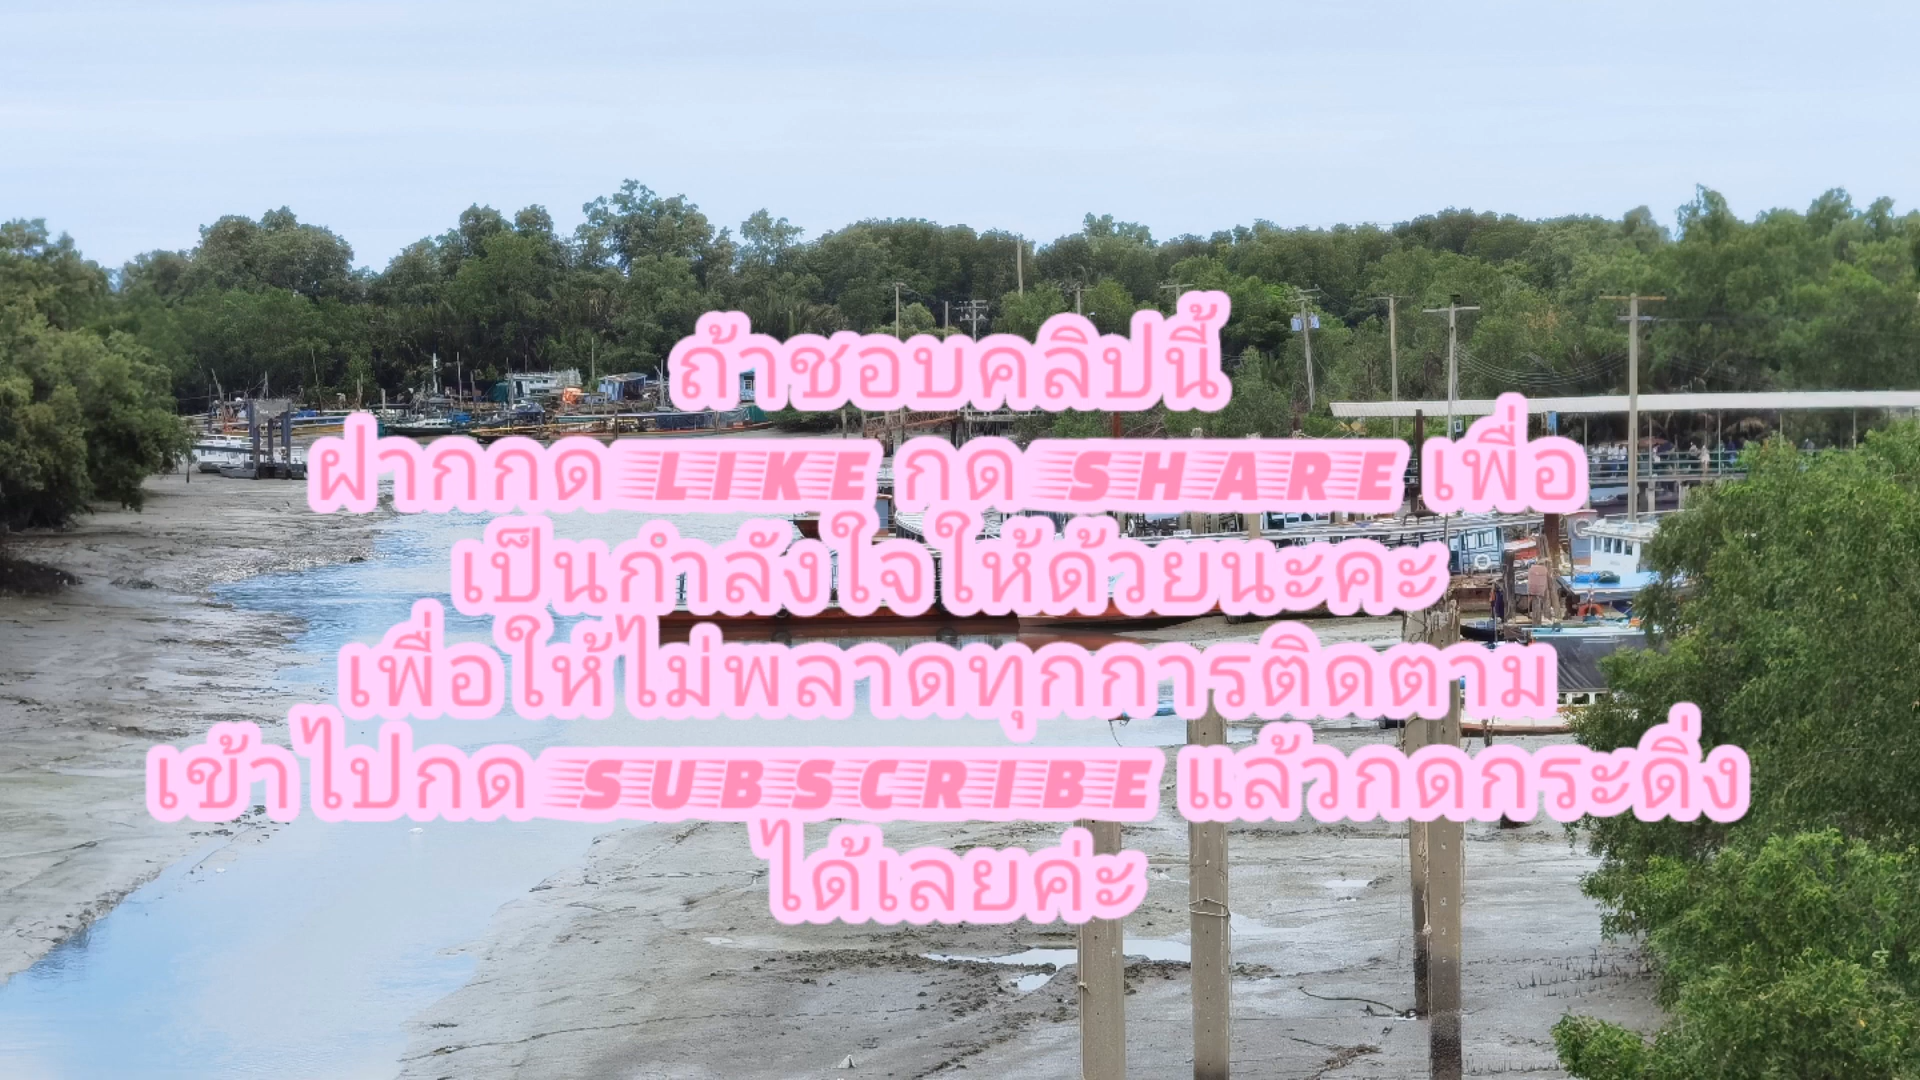 ถ้าชอบคลิปนี้
ฝากกด LIKE กด SHARE เพื่อ
เป็นกำลังใจให้ด้วยนะคะ
เพื่อให้ไม่พลาดทุกการติดตาม
เข้าไปกด SUBSCRIBE แล้วกดกระดิ่ง
ได้เลยค่ะ